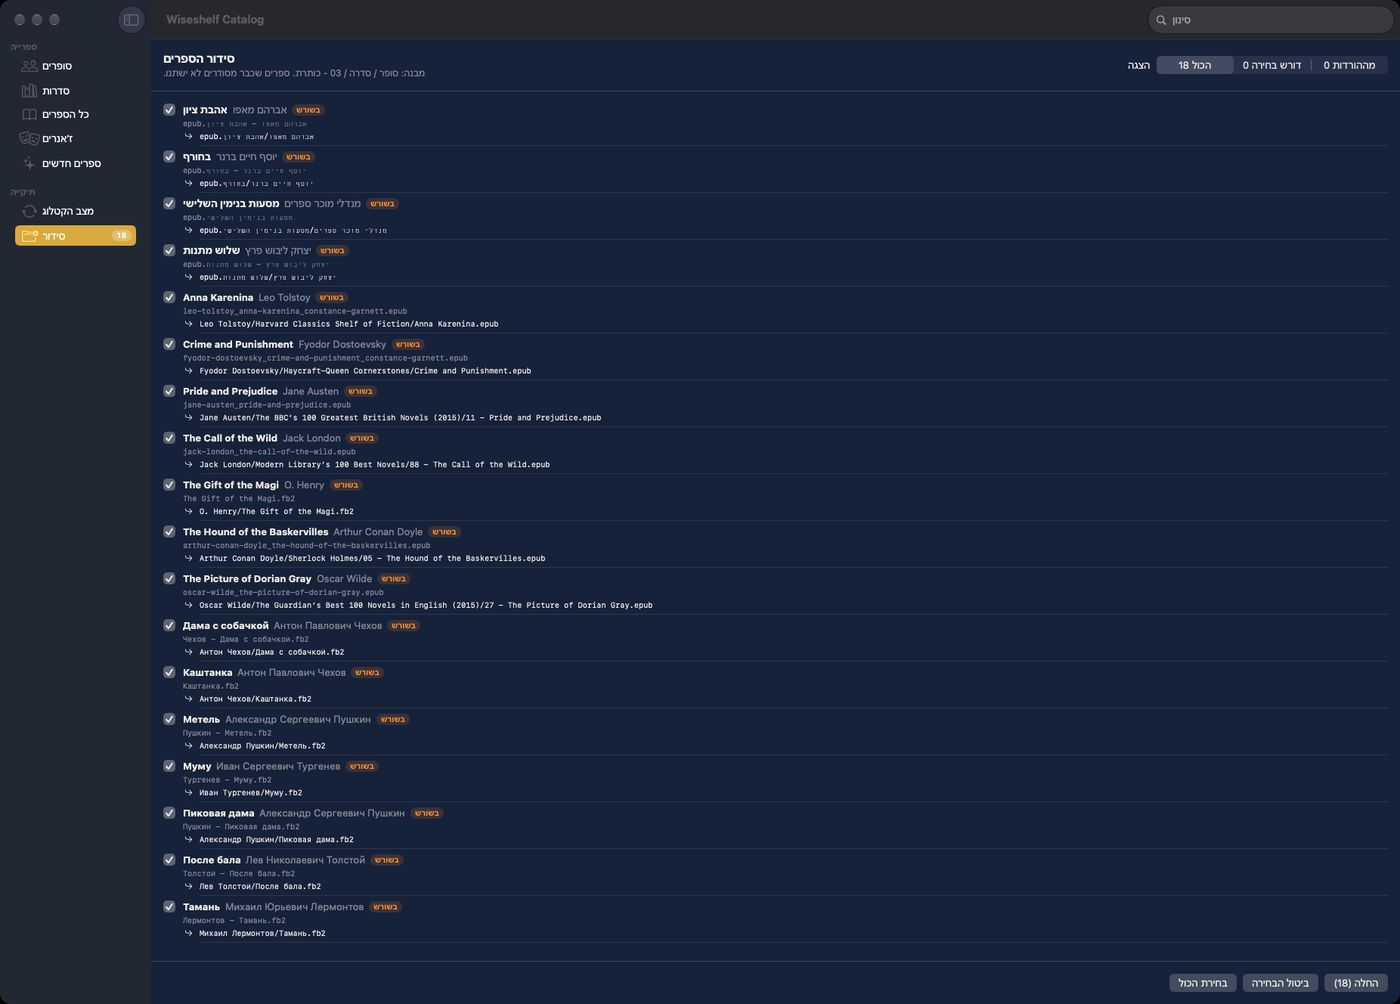 Wiseshelf Catalog
סינון
ספרייה
סופרים
סדרות
כל הספרים
ז'אנרים
ספרים חדשים
תיקייה
מצב הקטלוג
סידור 18
סידור הספרים
מבנה: סופר / סדרה / 03 - כותרת. ספרים שכבר מסודרים לא ישתנו.
הצגה
הכול 18
דורש בחירה 0
מההורדות 0
אהבת ציון אברהם מאפו בשורש
אברהם מאפו - אהבת ציון.epub
אברהם מאפו/אהבת ציון.epub
בחורף יוסף חיים ברנר בשורש
יוסף חיים ברנר - בחורף.epub
יוסף חיים ברנר/בחורף.epub
מסעות בנימין השלישי מנדלי מוכר ספרים בשורש
מסעות בנימין השלישי.epub
מנדלי מוכר ספרים/מסעות בנימין השלישי.epub
שלוש מתנות יצחק ליבוש פרץ בשורש
יצחק ליבוש פרץ - שלוש מתנות.epub
יצחק ליבוש פרץ/שלוש מתנות.epub
Anna Karenina Leo Tolstoy בשורש
leo-tolstoy_anna-karenina_constance-garnett.epub
Leo Tolstoy/Harvard Classics Shelf of Fiction/Anna Karenina.epub
Crime and Punishment Fyodor Dostoevsky בשורש
fyodor-dostoevsky_crime-and-punishment_constance-garnett.epub
Fyodor Dostoevsky/Haycraft-Queen Cornerstones/Crime and Punishment.epub
Pride and Prejudice Jane Austen בשורש
jane-austen_pride-and-prejudice.epub
Jane Austen/The BBC's 100 Greatest British Novels (2015)/11 - Pride and Prejudice.epub
The Call of the Wild Jack London בשורש
jack-london_the-call-of-the-wild.epub
Jack London/Modern Library's 100 Best Novels/88 - The Call of the Wild.epub
The Gift of the Magi O. Henry בשורש
The Gift of the Magi.fb2
O. Henry/The Gift of the Magi.fb2
The Hound of the Baskervilles Arthur Conan Doyle בשורש
arthur-conan-doyle_the-hound-of-the-baskervilles.epub
Arthur Conan Doyle/Sherlock Holmes/05 - The Hound of the Baskervilles.epub
The Picture of Dorian Gray Oscar Wilde בשורש
oscar-wilde_the-picture-of-dorian-gray.epub
Oscar Wilde/The Guardian's Best 100 Novels in English (2015)/27 - The Picture of Dorian Gray.epub
Дама с собачкой Антон Павлович Чехов בשורש
Чехов - Дама с собачкой.fb2
Антон Чехов/Дама с собачкой.fb2
Каштанка Антон Павлович Чехов בשורש
Каштанка.fb2
Антон Чехов/Каштанка.fb2
Метель Александр Сергеевич Пушкин בשורש
Пушкин - Метель.fb2
Александр Пушкин/Метель.fb2
Муму Иван Сергеевич Тургенев בשורש
Тургенев - Муму.fb2
Иван Тургенев/Муму.fb2
Пиковая дама Александр Сергеевич Пушкин בשורש
Пушкин - Пиковая дама.fb2
Александр Пушкин/Пиковая дама.fb2
После бала Лев Николаевич Толстой בשורש
Толстой - После бала.fb2
Лев Толстой/После бала.fb2
Тамань Михаил Юрьевич Лермонтов בשורש
Лермонтов - Тамань.fb2
Михаил Лермонтов/Тамань.fb2
בחירת הכול
ביטול הבחירה
החלה (18)